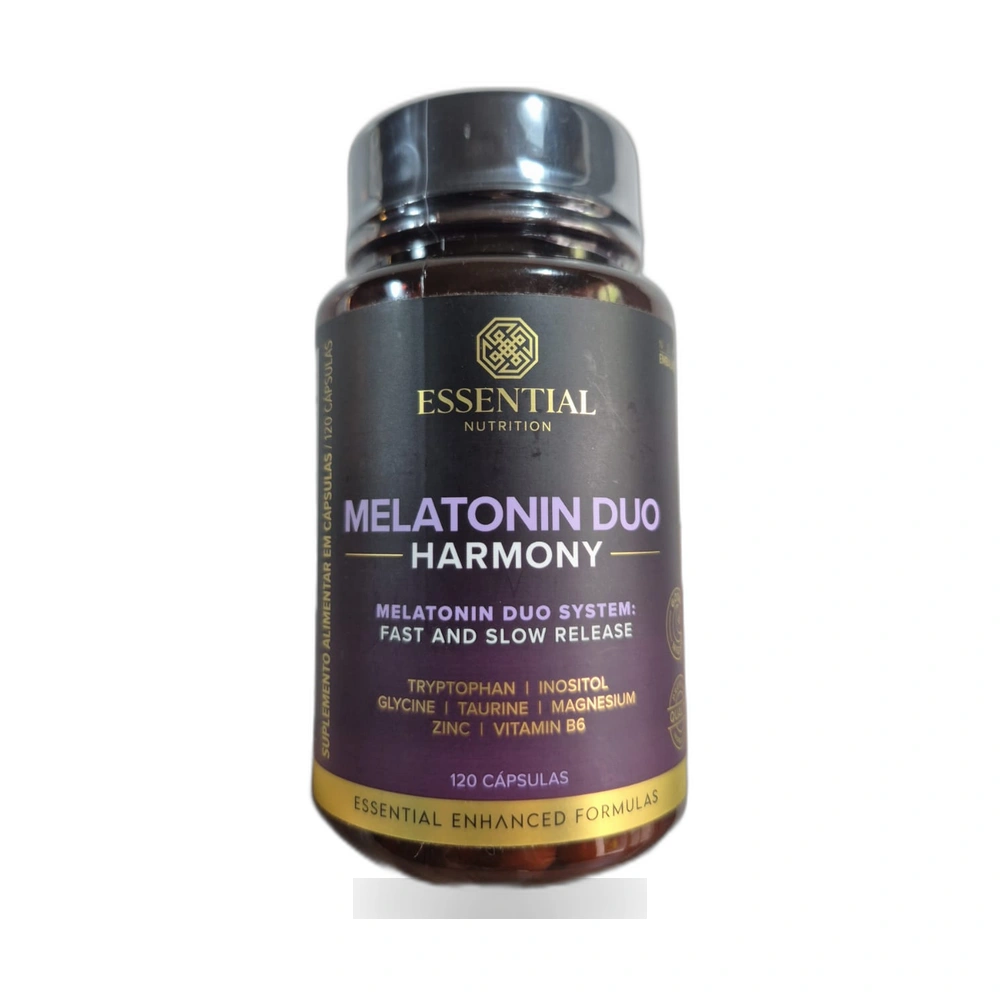 ESSENTIAL
NUTRITION
MELATONIN DUO
HARMONY
MELATONIN DUO SYSTEM:
FAST AND SLOW RELEASE
TRYPTOPHAN | INOSITOL
GLYCINE | TAURINE | MAGNESIUM
ZINC | VITAMIN B6
120 CÁPSULAS
ESSENTIAL ENHANCED FORMULAS
SUPLEMENTO ALIMENTAR EM CÁPSULAS / 120 CÁPSULAS